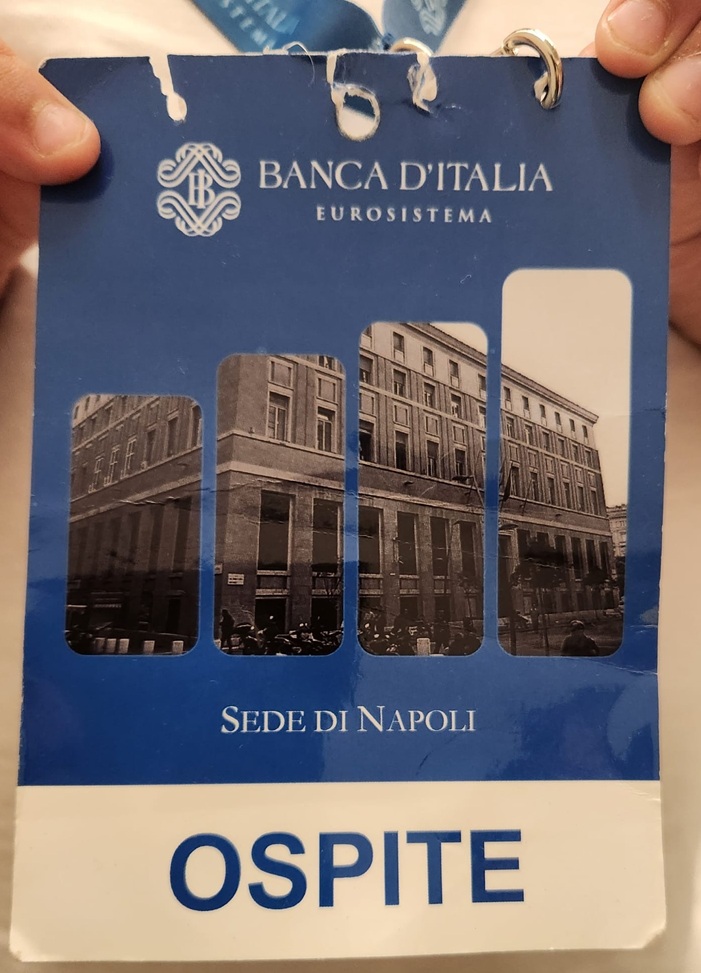 BANCA D'ITALIA
EUROSISTEMA
SEDE DI NAPOLI
OSPITE